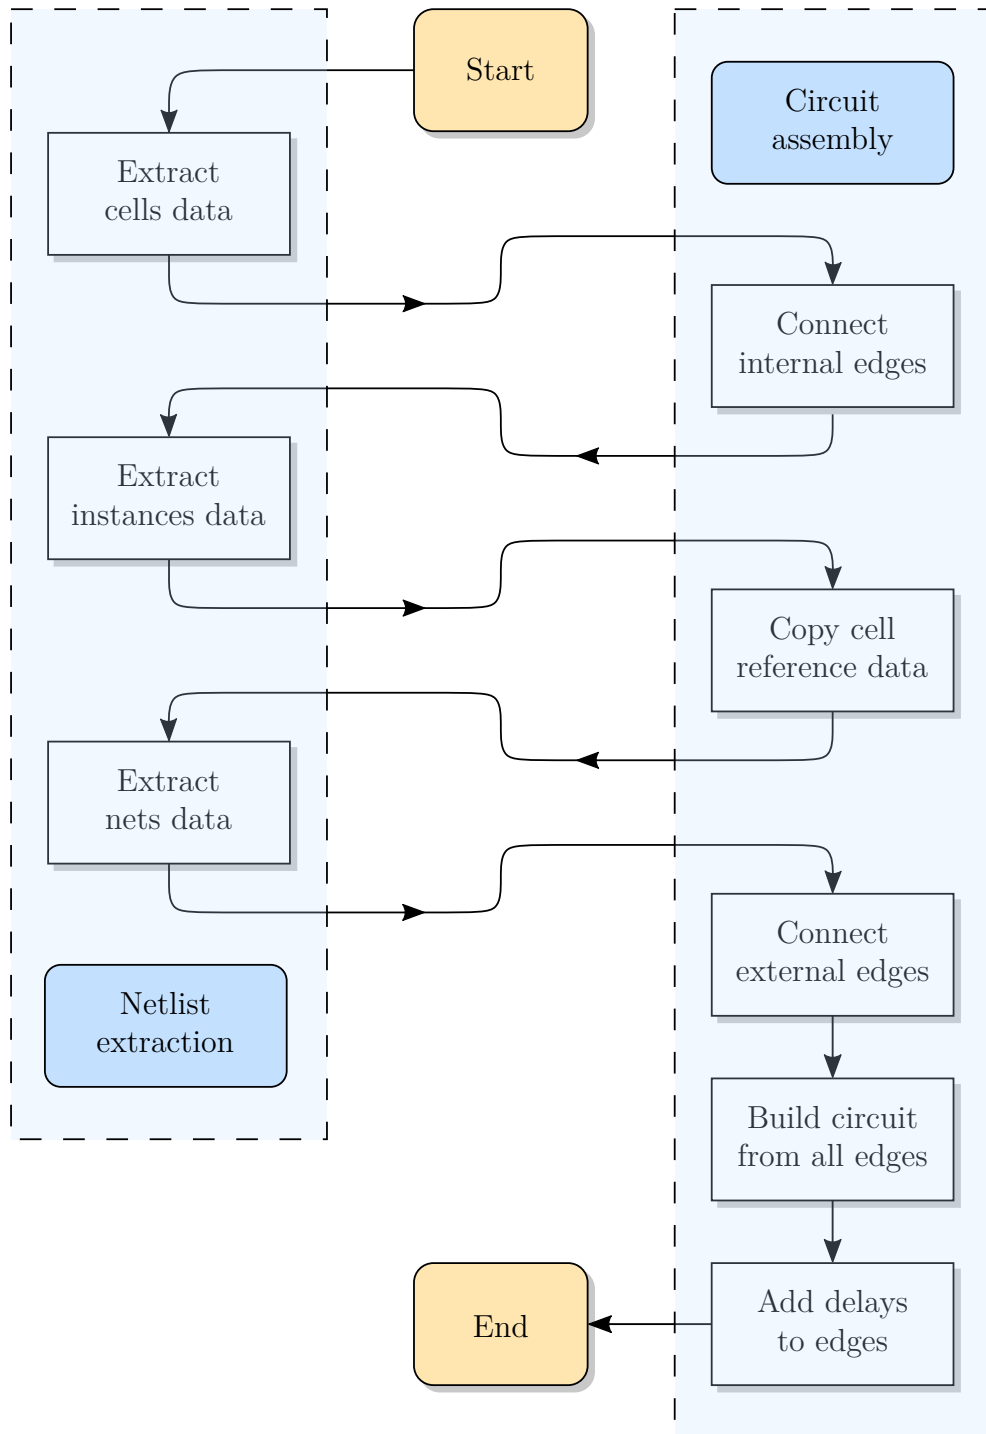 Start
Circuit
assembly
Extract
cells data
Connect
internal edges
Extract
instances data
Copy cell
reference data
Extract
nets data
Connect
external edges
Netlist
extraction
Build circuit
from all edges
Add delays
to edges
End